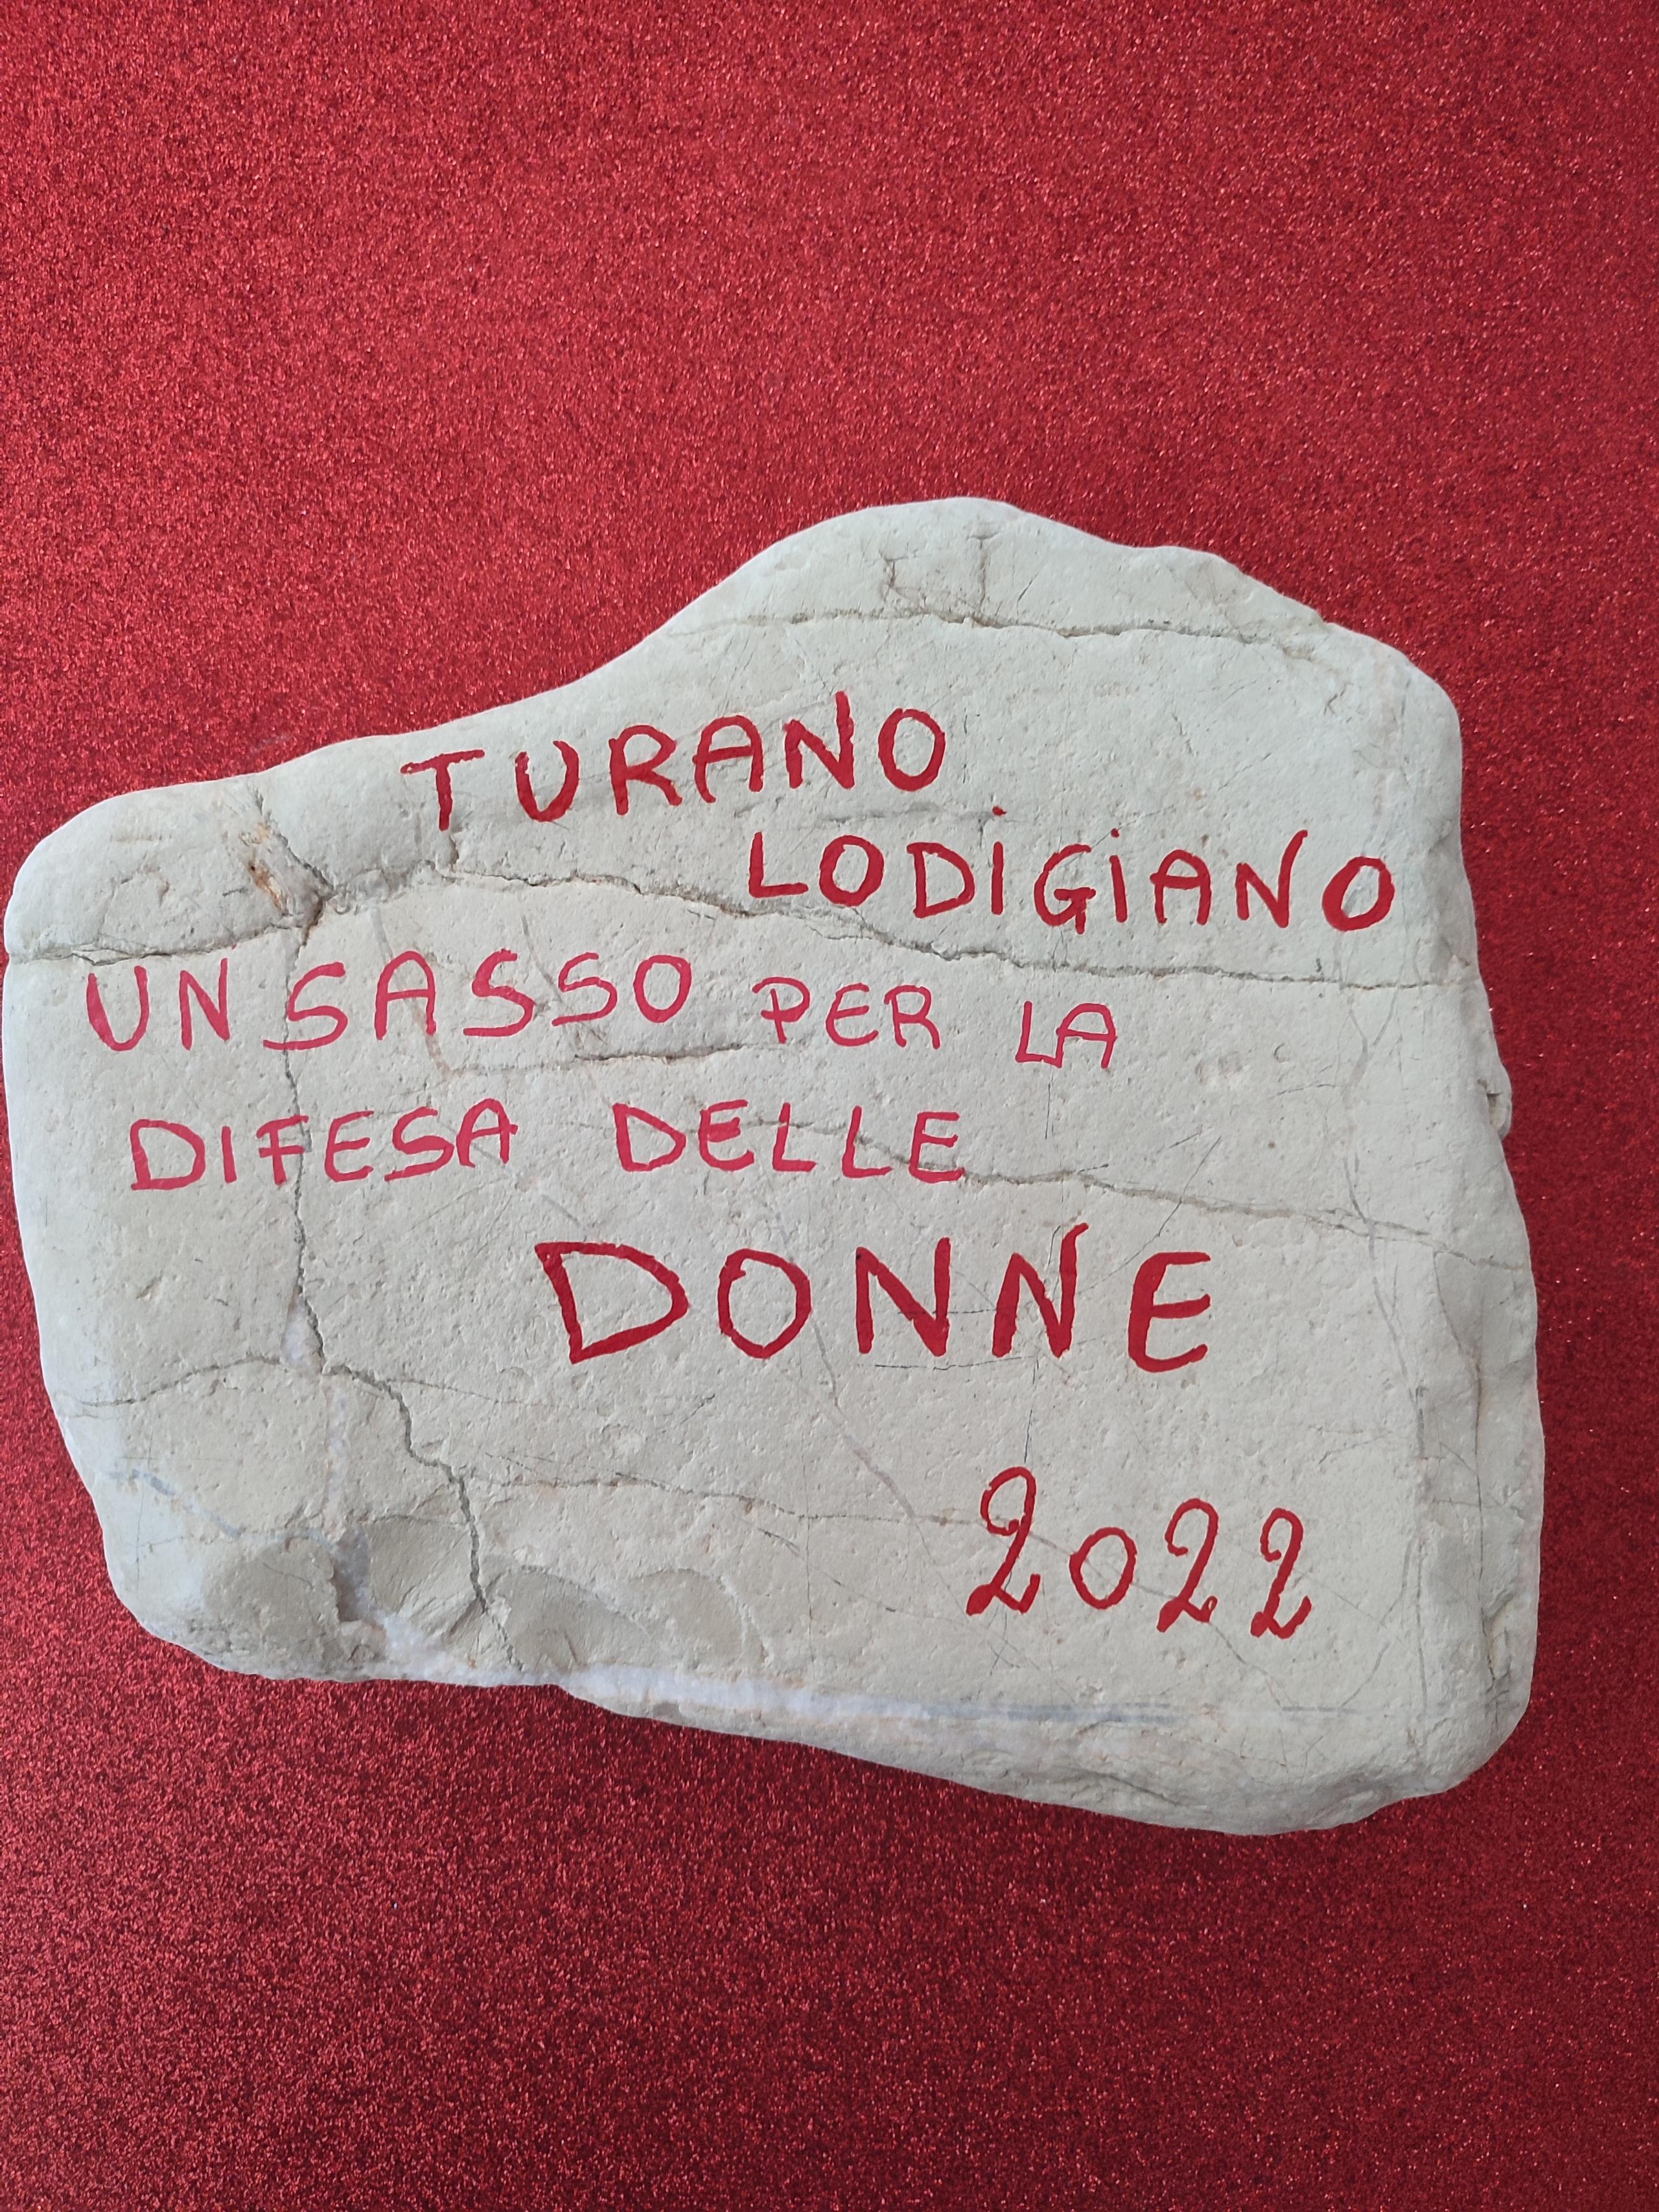 TURANO
LODIGIANO
UN SASSO PER LA
DIFESA DELLE
DONNE
2022